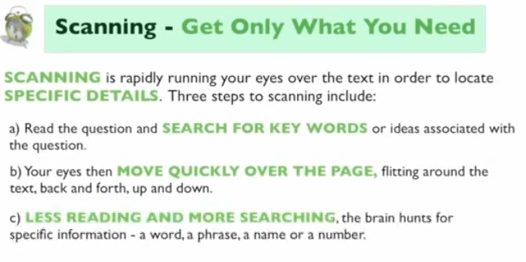 Scanning - Get Only What You Need
SCANNING is rapidly running your eyes over the text in order to locate
SPECIFIC DETAILS. Three steps to scanning include:
a) Read the question and SEARCH FOR KEY WORDS or ideas associated with
the question.
b) Your eyes then MOVE QUICKLY OVER THE PAGE, flitting around the
text, back and forth, up and down.
c) LESS READING AND MORE SEARCHING, the brain hunts for
specific information - a word, a phrase, a name or a number.